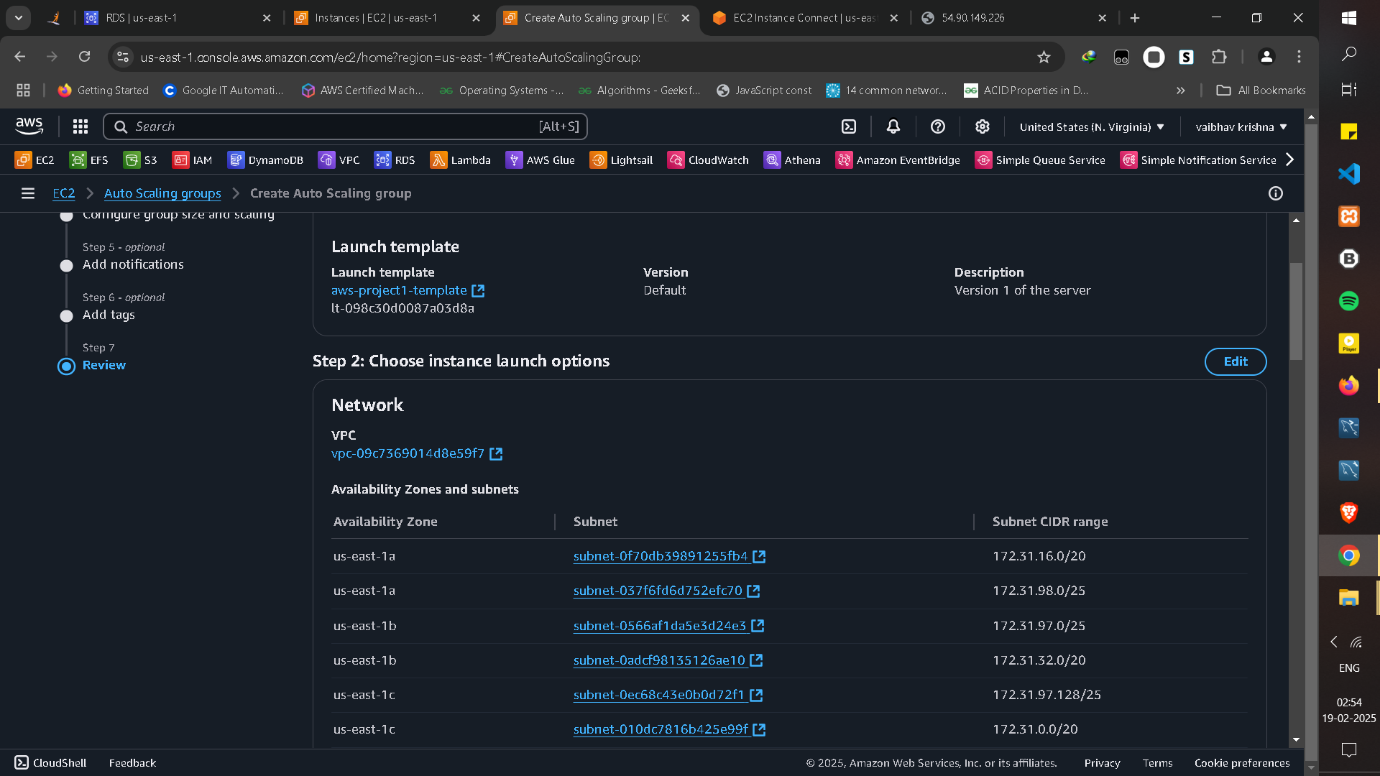 RDS | us-east-1
Instances | EC2 | us-east-1
Create Auto Scaling group | EC
EC2 Instance Connect | us-eas
54.90.149.226
us-east-1.console.aws.amazon.com/ec2/home?region=us-east-1#CreateAutoScalingGroup:
Getting Started
Google IT Automati...
AWS Certified Mach...
Operating Systems -...
Algorithms - Geeksf...
JavaScript const
14 common networ...
ACID Properties in D...
All Bookmarks
aws
Search
[Alt+S]
United States (N. Virginia)
vaibhav krishna
EC2
EFS
S3
IAM
DynamoDB
VPC
RDS
Lambda
AWS Glue
Lightsail
CloudWatch
Athena
Amazon EventBridge
Simple Queue Service
Simple Notification Service
EC2
Auto Scaling groups
Create Auto Scaling group
Configure group size and scaling
Step 5 - optional
Add notifications
Step 6 - optional
Add tags
Step 7
Review
Launch template
Launch template
Version
Description
aws-project1-template
Default
Version 1 of the server
lt-098c30d0087a03d8a
Step 2: Choose instance launch options
Edit
Network
VPC
vpc-09c7369014d8e59f7
Availability Zones and subnets
Availability Zone
Subnet
Subnet CIDR range
us-east-1a
subnet-0f70db39891255fb4
172.31.16.0/20
us-east-1a
subnet-037f6fd6d752efc70
172.31.98.0/25
us-east-1b
subnet-0566af1da5e3d24e3
172.31.97.0/25
us-east-1b
subnet-0adcf98135126ae10
172.31.32.0/20
us-east-1c
subnet-0ec68c43e0b0d72f1
172.31.97.128/25
us-east-1c
subnet-010dc7816b425e99f
172.31.0.0/20
CloudShell
Feedback
© 2025, Amazon Web Services, Inc. or its affiliates.
Privacy
Terms
Cookie preferences
ENG
02:54
19-02-2025